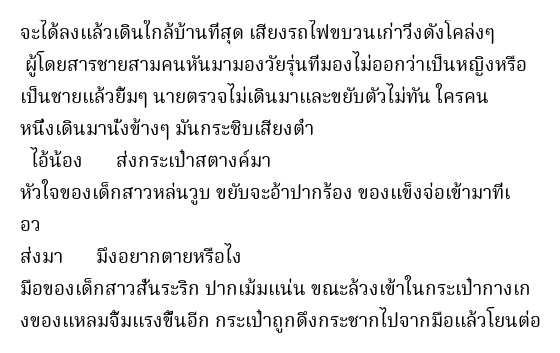 จะได้ลงแล้วเดินใกล้บ้านที่สุด เสียงรถไฟขบวนเก่าวิ่งดังโคล่งๆ
ผู้โดยสารชายสามคนหันมามองวัยรุ่นที่มองไม่ออกว่าเป็นหญิงหรือ
เป็นชายแล้วยิ้มๆ นายตรวจไม่เดินมาและขยับตัวไม่ทัน ใครคน
หนึ่งเดินมานั่งข้างๆ มันกระซิบเสียงต่ำ
ไอ้น้อง ส่งกระเป๋าสตางค์มา
หัวใจของเด็กสาวหล่นวูบ ขยับจะอ้าปากร้อง ของแข็งจ่อเข้ามาที่เ
อว
ส่งมา มึงอยากตายหรือไง
มือของเด็กสาวสั่นระริก ปากเม้มแน่น ขณะล้วงเข้าในกระเป๋ากางเก
งของแหลมจิ้มแรงขึ้นอีก กระเป๋าถูกดึงกระชากไปจากมือแล้วโยนต่อ